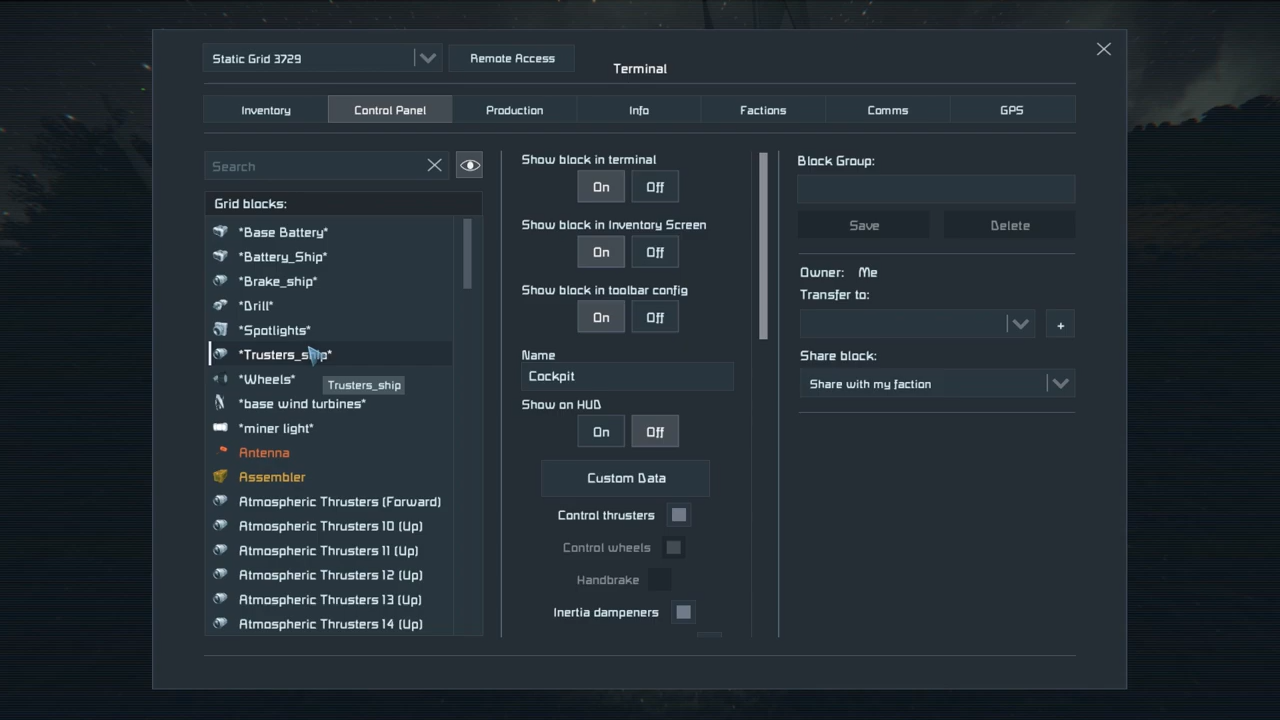 Static Grid 3729
Remote Access
Terminal
Inventory
Control Panel
Production
Info
Factions
Comms
GPS
Search
Grid blocks:
*Base Battery*
*Battery_Ship*
*Brake_ship*
*Drill*
*Spotlights*
*Trusters_ship*
*Wheels*
Trusters_ship
*base wind turbines*
*miner light*
Antenna
Assembler
Atmospheric Thrusters (Forward)
Atmospheric Thrusters 10 (Up)
Atmospheric Thrusters 11 (Up)
Atmospheric Thrusters 12 (Up)
Atmospheric Thrusters 13 (Up)
Atmospheric Thrusters 14 (Up)
Show block in terminal
On Off
Show block in Inventory Screen
On Off
Show block in toolbar config
On Off
Name
Cockpit
Show on HUD
On Off
Custom Data
Control thrusters
Control wheels
Handbrake
Inertia dampeners
Block Group:
Save Delete
Owner: Me
Transfer to:
+
Share block:
Share with my faction